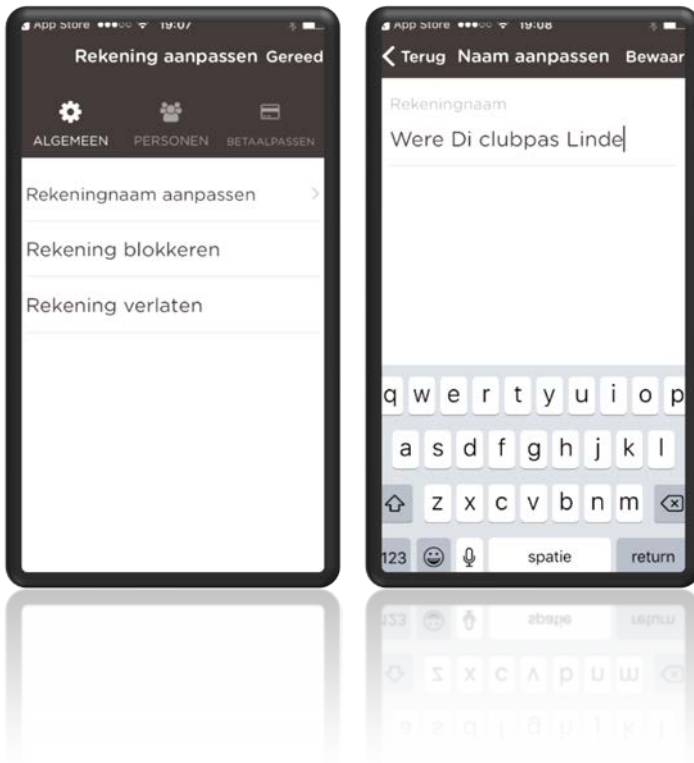 App Store 19:07
Rekening aanpassen Gereed
ALGEMEEN PERSONEN BETAALPASSEN
Rekeningnaam aanpassen
Rekening blokkeren
Rekening verlaten
App Store 19:08
Terug Naam aanpassen Bewaar
Rekeningnaam
Were Di clubpas Linde
q w e r t y u i o p
a s d f g h j k l
z x c v b n m
123 spatie return